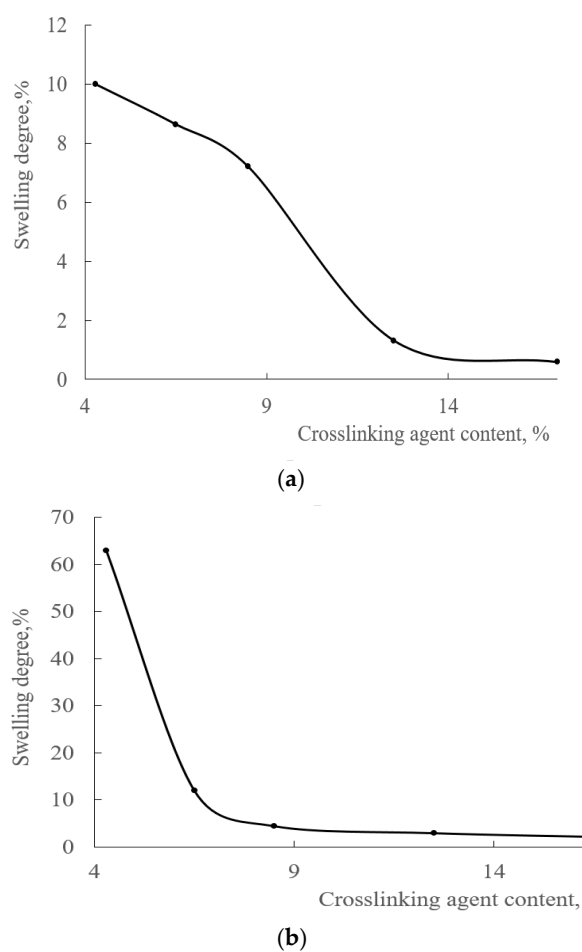 12
10
8
6
4
2
0
Swelling degree,%
4 9 14
Crosslinking agent content, %
(a)
70
60
50
40
30
20
10
0
Swelling degree,%
4 9 14
Crosslinking agent content,
(b)